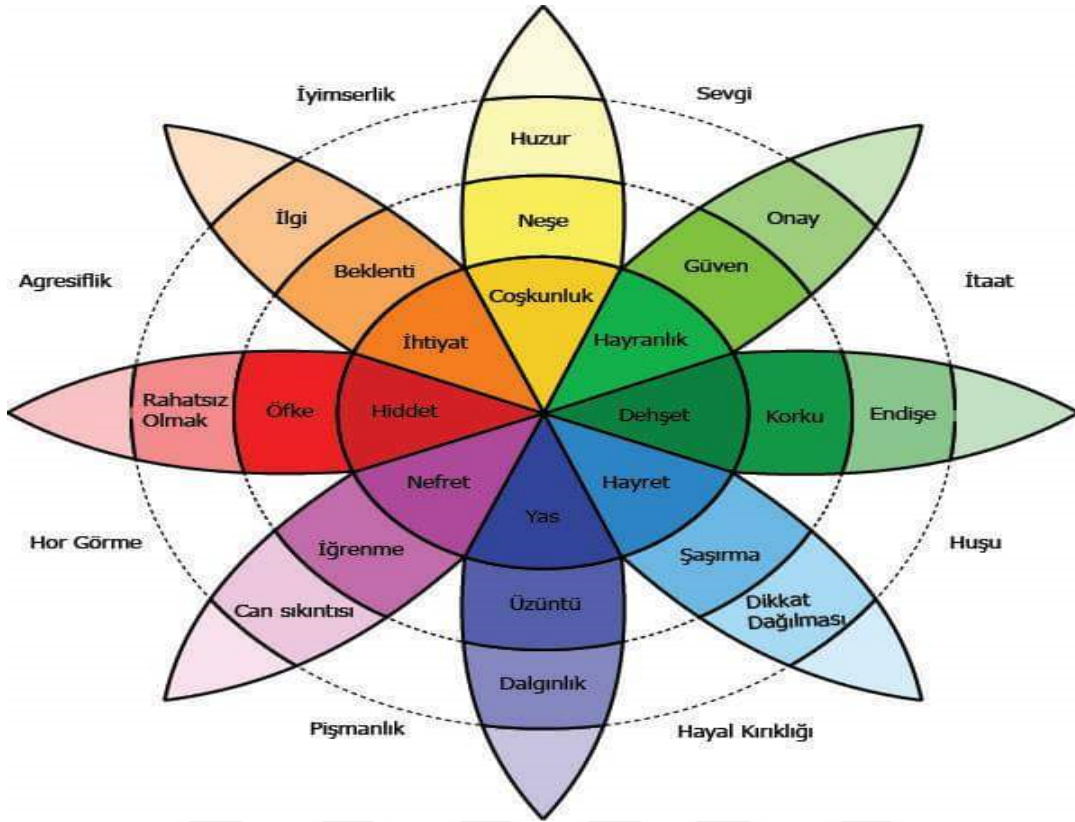 İyimserlik
Sevgi
Huzur
İlgi
Onay
Neşe
Beklenti
Güven
Agresiflik
İtaat
Coşkunluk
İhtiyat
Hayranlık
Rahatsız
Olmak
Öfke
Hiddet
Dehşet
Korku
Endişe
Nefret
Hayret
Yas
Hor Görme
Huşu
İğrenme
Şaşırma
Can sıkıntısı
Üzüntü
Dikkat
Dağılması
Dalgınlık
Pişmanlık
Hayal Kırıklığı